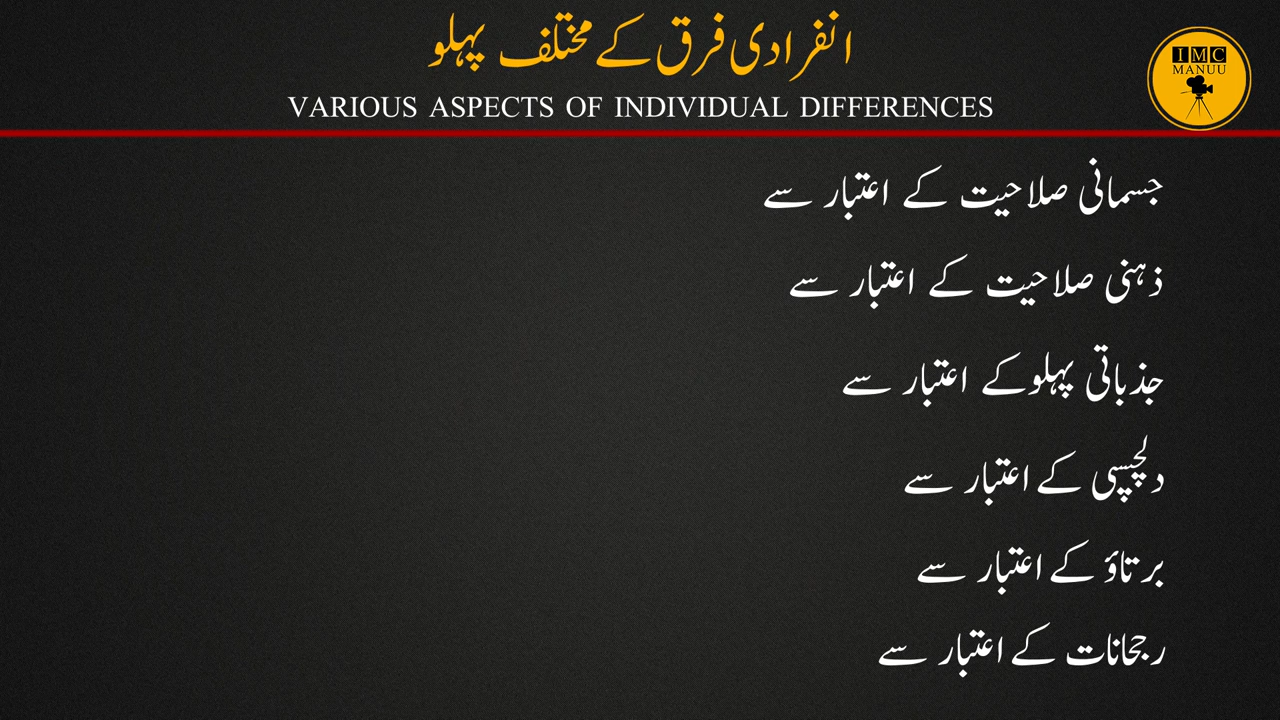 انفرادی فرق کے مختلف پہلو
VARIOUS ASPECTS OF INDIVIDUAL DIFFERENCES
IMC
MANUU
جسمانی صلاحیت کے اعتبار سے
ذہنی صلاحیت کے اعتبار سے
جذباتی پہلو کے اعتبار سے
دلچسپی کے اعتبار سے
برتاؤ کے اعتبار سے
رجحانات کے اعتبار سے